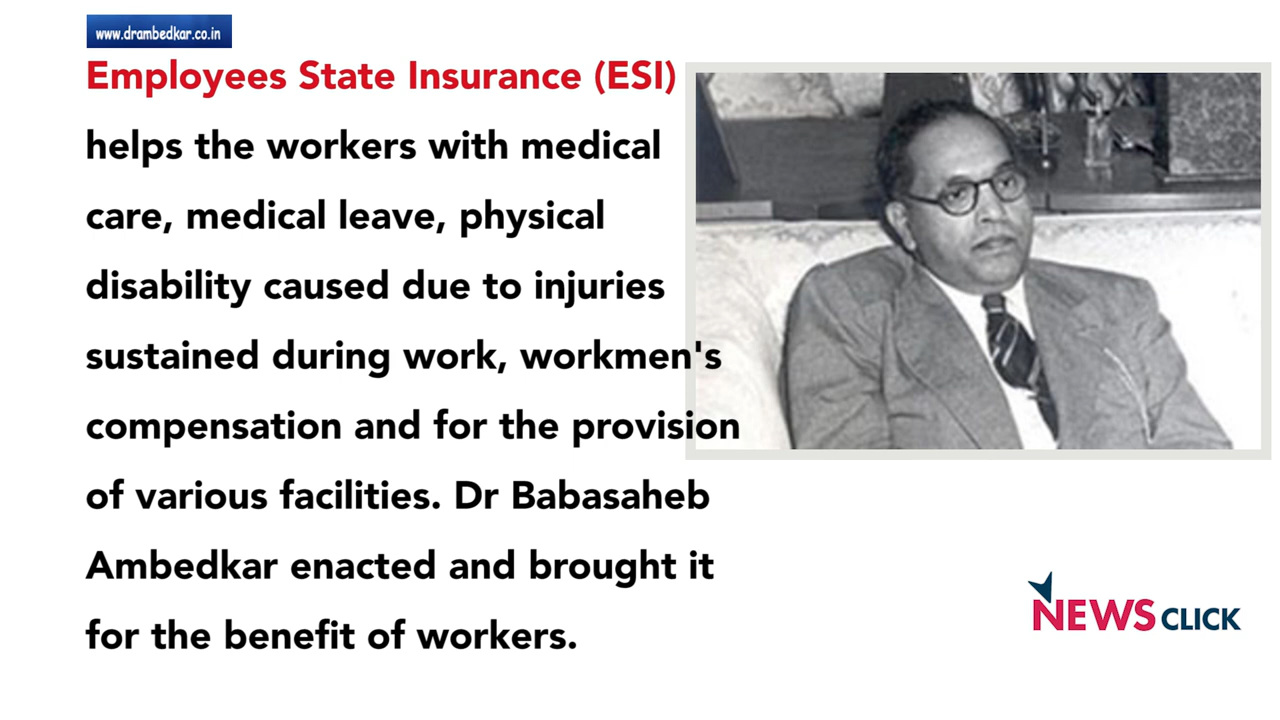 www.drambedkar.co.in
Employees State Insurance (ESI)
helps the workers with medical
care, medical leave, physical
disability caused due to injuries
sustained during work, workmen's
compensation and for the provision
of various facilities. Dr Babasaheb
Ambedkar enacted and brought it
for the benefit of workers.
NEWSCLICK